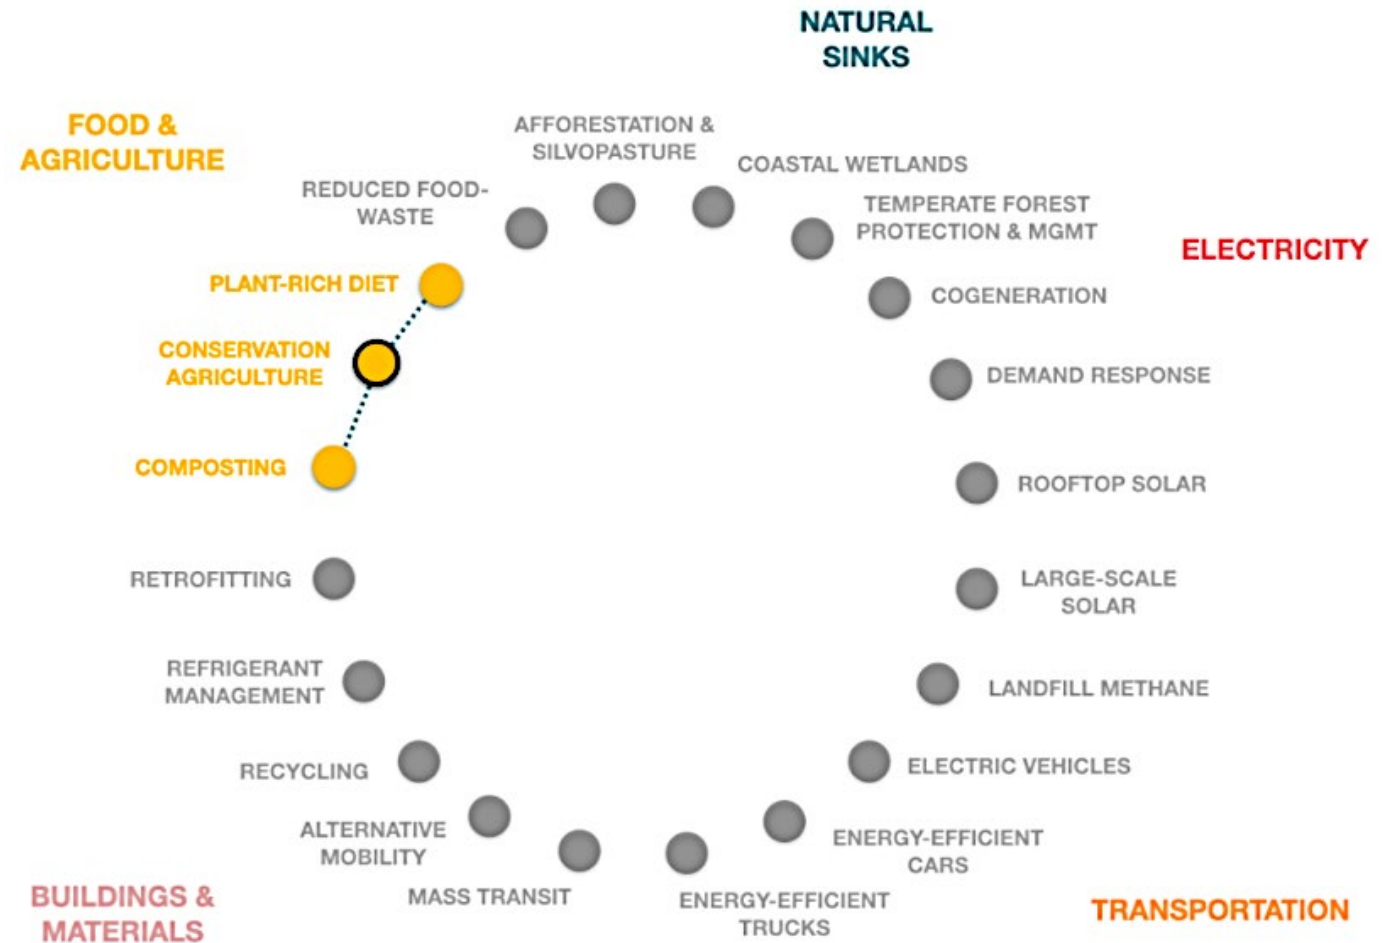 NATURAL
SINKS
FOOD &
AGRICULTURE
AFFORESTATION &
SILVOPASTURE
COASTAL WETLANDS
REDUCED FOOD-
WASTE
TEMPERATE FOREST
PROTECTION & MGMT
ELECTRICITY
PLANT-RICH DIET
COGENERATION
CONSERVATION
AGRICULTURE
DEMAND RESPONSE
COMPOSTING
ROOFTOP SOLAR
RETROFITTING
LARGE-SCALE
SOLAR
REFRIGERANT
MANAGEMENT
LANDFILL METHANE
RECYCLING
ELECTRIC VEHICLES
ALTERNATIVE
MOBILITY
ENERGY-EFFICIENT
CARS
MASS TRANSIT
ENERGY-EFFICIENT
TRUCKS
BUILDINGS &
MATERIALS
TRANSPORTATION